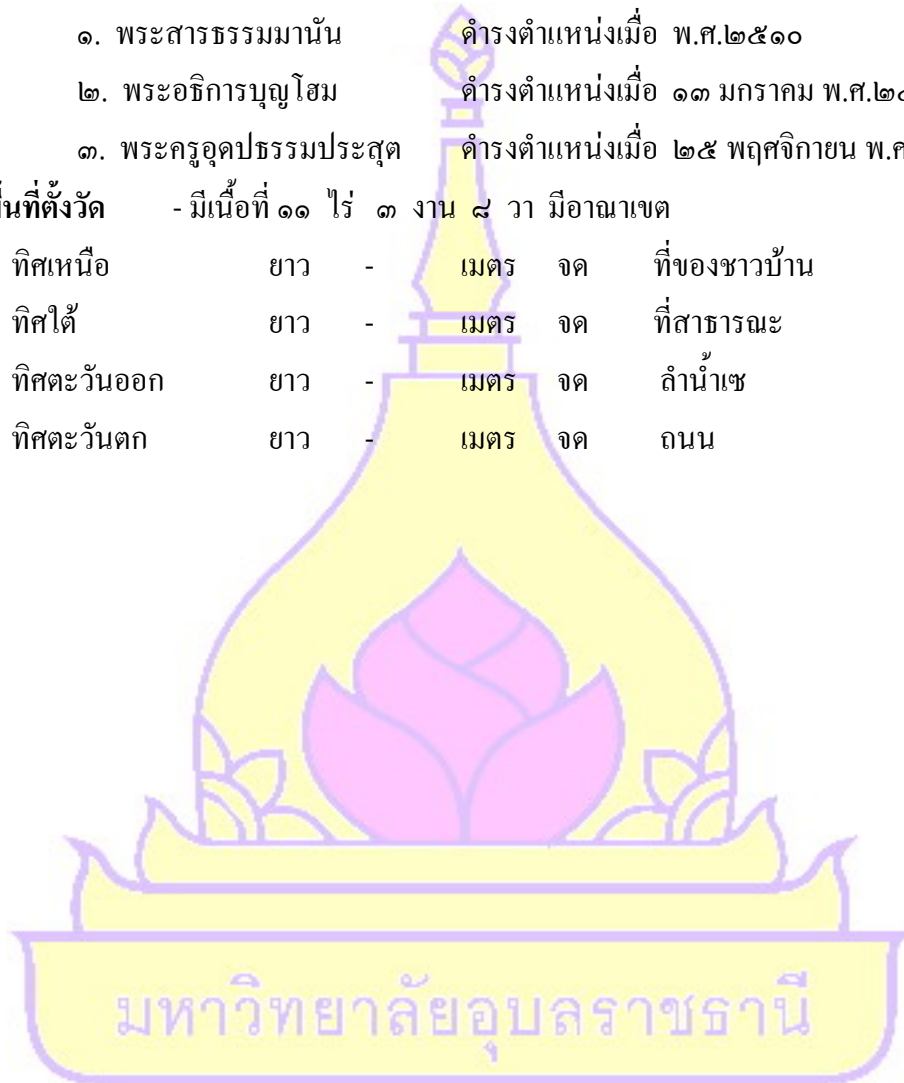 ๑. พระสารธรรมมานัน ดำรงตำแหน่งเมื่อ พ.ศ.๒๕๑๐
๒. พระอธิการบุญโฮม ดำรงตำแหน่งเมื่อ ๑๓ มกราคม
๓. พระครูอุดปธรรมประสุต ดำรงตำแหน่งเมื่อ ๒๕ พฤศจิกายน
ที่ตั้งวัด - มีเนื้อที่ ๑๑ ไร่ ๓ งาน ๘ วา มีอาณาเขต
ทิศเหนือ ยาว - เมตร จด ที่ของชาวบ้าน
ทิศใต้ ยาว - เมตร จด ที่สาธารณะ
ทิศตะวันออก ยาว - เมตร จด ลำน้ำเซ
ทิศตะวันตก ยาว - เมตร จด ถนน
มหาวิทยาลัยอุบลราชธานี